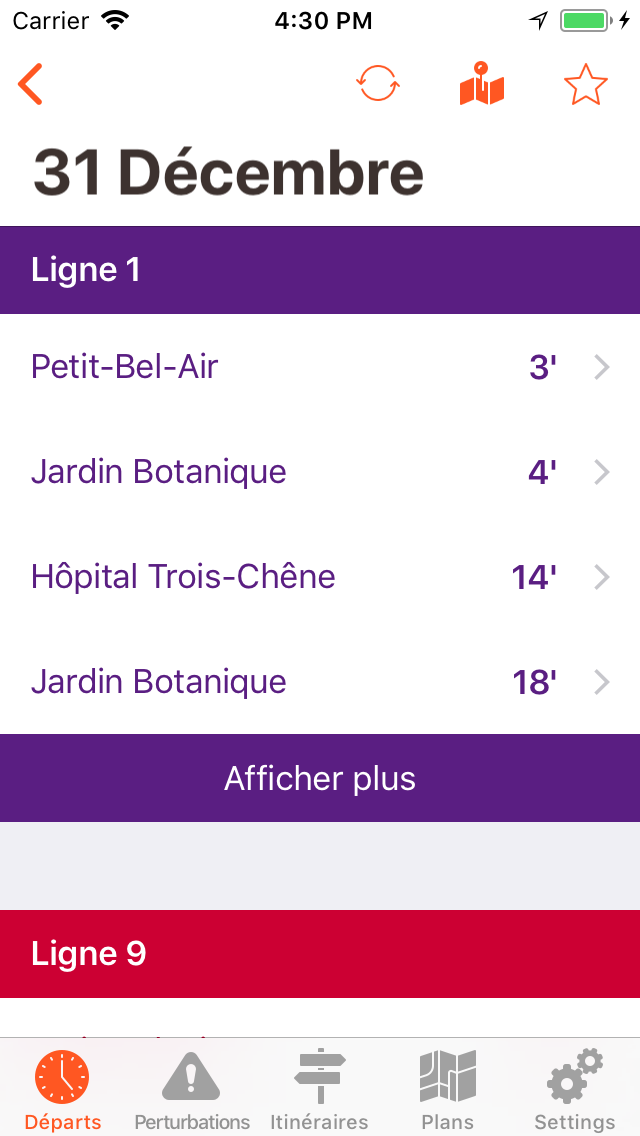 Carrier 4:30 PM
31 Décembre
Ligne 1
Petit-Bel-Air 3'
Jardin Botanique 4'
Hôpital Trois-Chêne 14'
Jardin Botanique 18'
Afficher plus
Ligne 9
Départs Perturbations Itinéraires Plans Settings